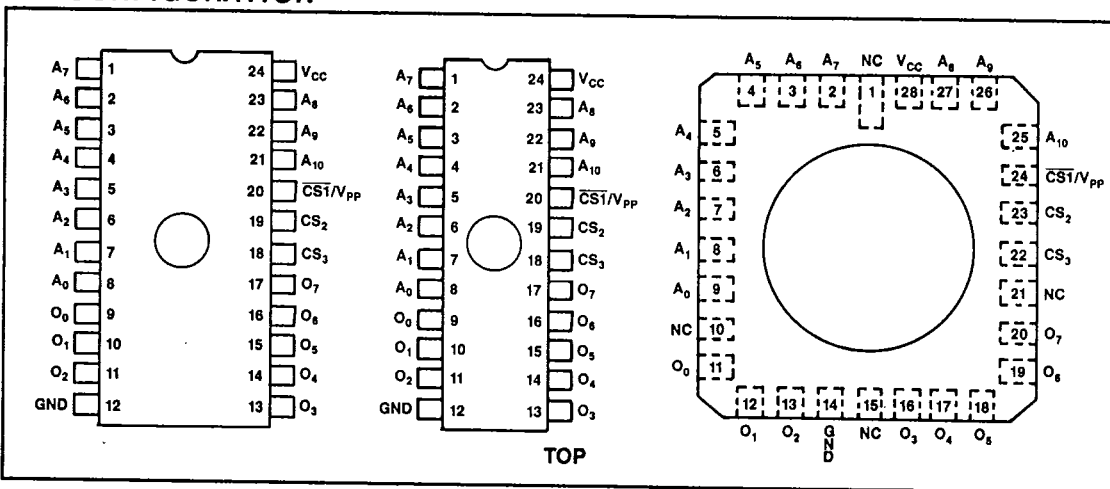 A7 1 24 VCC
A6 2 23 A8
A5 3 22 A9
A4 4 21 A10
A3 5 20 CS1/VPP
A2 6 19 CS2
A1 7 18 CS3
A0 8 17 O7
O0 9 16 O6
O1 10 15 O5
O2 11 14 O4
GND 12 13 O3
A7 1 24 VCC
A6 2 23 A8
A5 3 22 A9
A4 4 21 A10
A3 5 20 CS1/VPP
A2 6 19 CS2
A1 7 18 CS3
A0 8 17 O7
O0 9 16 O6
O1 10 15 O5
O2 11 14 O4
GND 12 13 O3
TOP
A5 A6 A7 NC VCC A8 A9
4 3 2 1 28 27 26
A4 5 25 A10
A3 6 24 CS1/VPP
A2 7 23 CS2
A1 8 22 CS3
A0 9 21 NC
NC 10 20 O7
O0 11 19 O6
12 13 14 15 16 17 18
O1 O2 GND NC O3 O4 O5